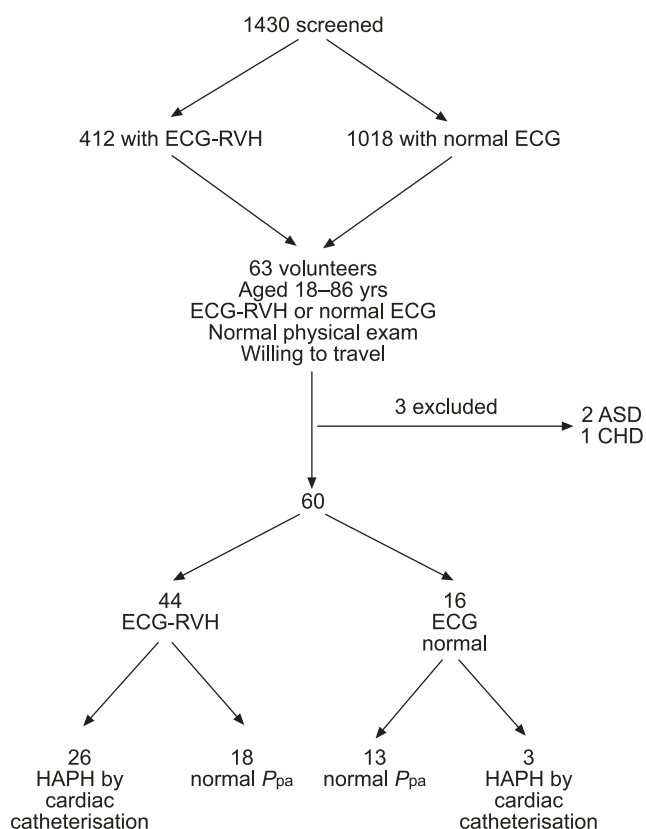 1430 screened
412 with ECG-RVH
1018 with normal ECG
63 volunteers
Aged 18–86 yrs
ECG-RVH or normal ECG
Normal physical exam
Willing to travel
3 excluded
2 ASD
1 CHD
60
44
ECG-RVH
16
ECG
normal
26
HAPH by
cardiac
catheterisation
18
normal Ppa
13
normal Ppa
3
HAPH by
cardiac
catheterisation